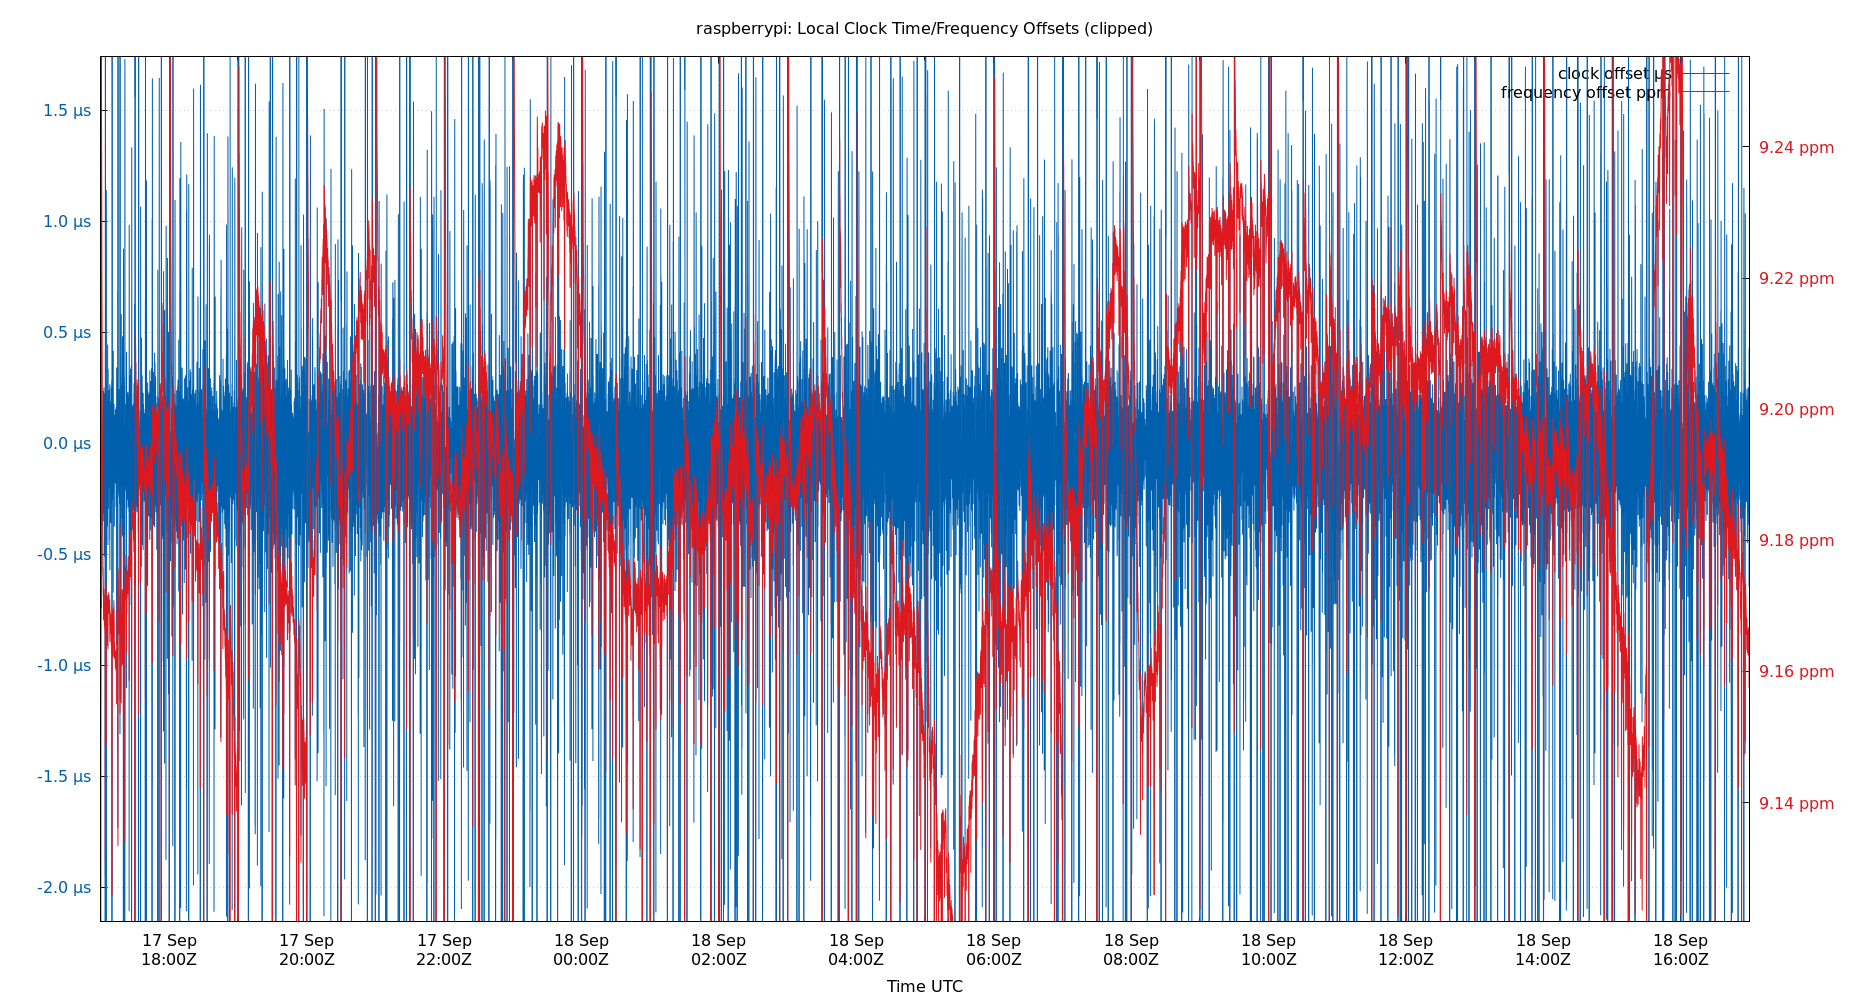 raspberrypi: Local Clock Time/Frequency Offsets (clipped)
clock offset µs
frequency offset ppm
1.5 µs
1.0 µs
0.5 µs
0.0 µs
-0.5 µs
-1.0 µs
-1.5 µs
-2.0 µs
9.24 ppm
9.22 ppm
9.20 ppm
9.18 ppm
9.16 ppm
9.14 ppm
17 Sep
18:00Z
17 Sep
20:00Z
17 Sep
22:00Z
18 Sep
00:00Z
18 Sep
02:00Z
18 Sep
04:00Z
18 Sep
06:00Z
18 Sep
08:00Z
18 Sep
10:00Z
18 Sep
12:00Z
18 Sep
14:00Z
18 Sep
16:00Z
Time UTC